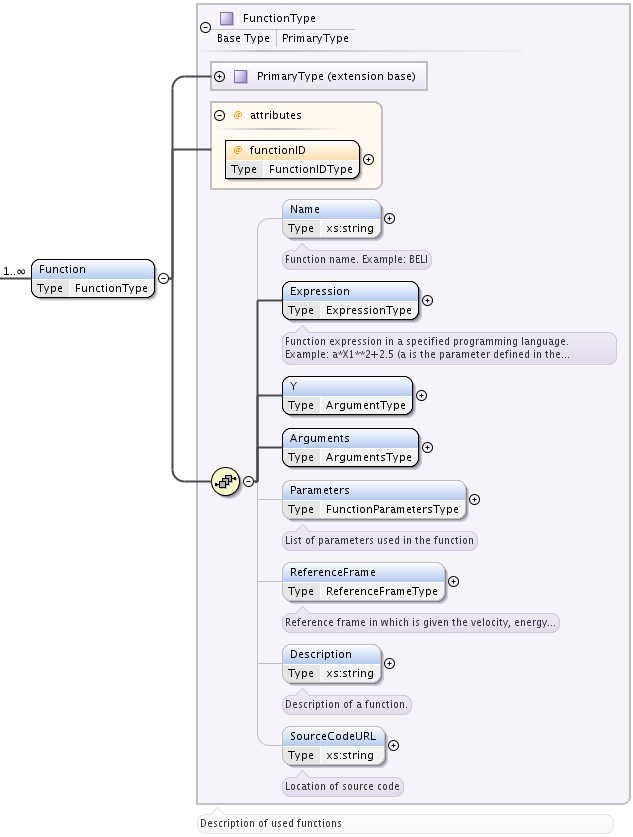 FunctionType
Base Type PrimaryType
PrimaryType (extension base)
@ attributes
@ functionID
Type FunctionIDType
Name
Type xs:string
Function name. Example: BELI
1..∞
Function
Type FunctionType
Expression
Type ExpressionType
Function expression in a specified programming language.
Example: a*X1**2+2.5 (a is the parameter defined in the...
Y
Type ArgumentType
Arguments
Type ArgumentsType
Parameters
Type FunctionParametersType
List of parameters used in the function
ReferenceFrame
Type ReferenceFrameType
Reference frame in which is given the velocity, energy...
Description
Type xs:string
Description of a function.
SourceCodeURL
Type xs:string
Location of source code
Description of used functions